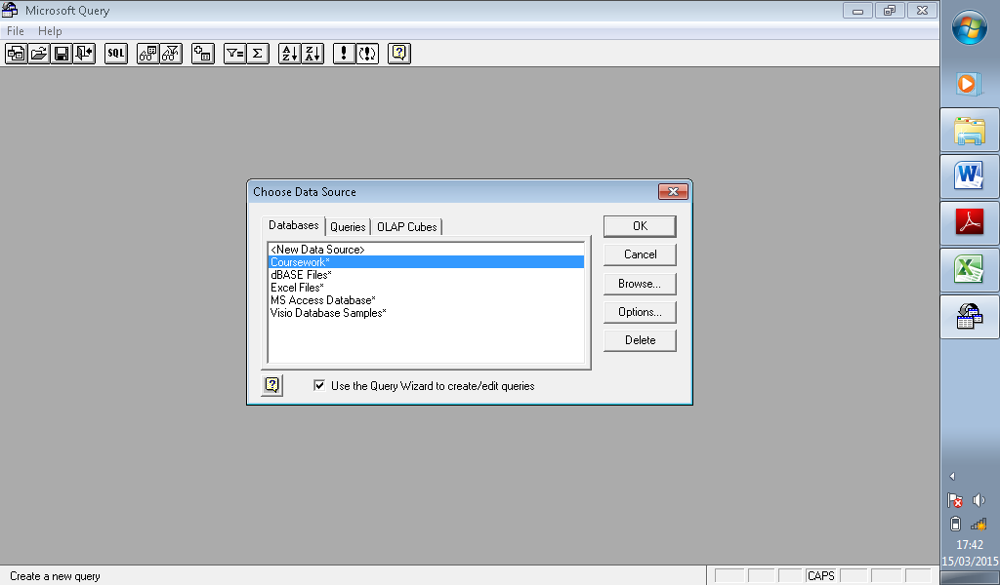 Microsoft Query
File Help
SQL
Choose Data Source
Databases Queries OLAP Cubes
<New Data Source>
Coursework*
dBASE Files*
Excel Files*
MS Access Database*
Visio Database Samples*
OK
Cancel
Browse...
Options...
Delete
Use the Query Wizard to create/edit queries
17:42
15/03/2015
Create a new query
CAPS